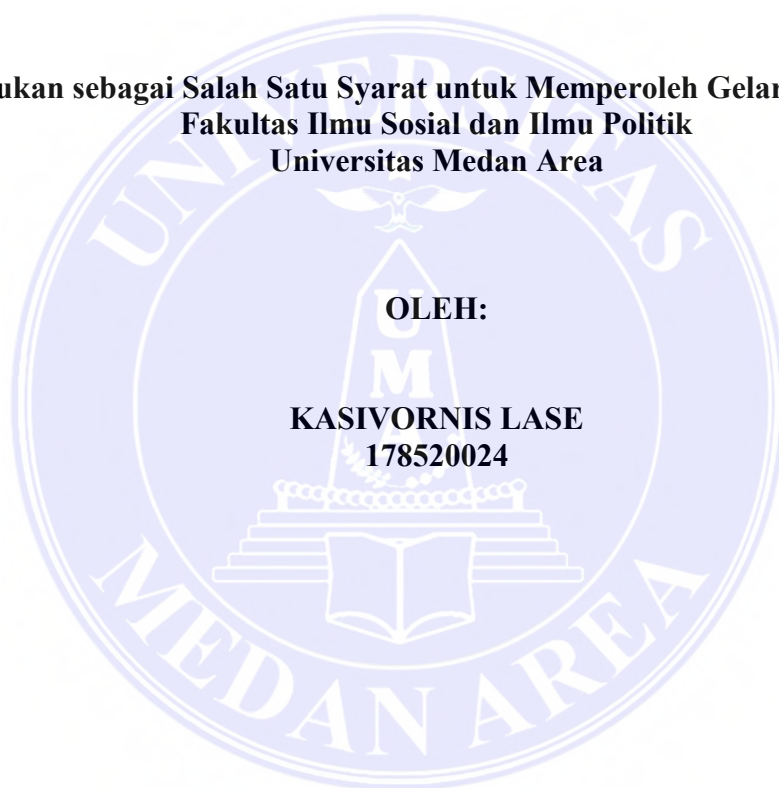 ukan sebagai Salah Satu Syarat untuk Memperoleh Gelar
Fakultas Ilmu Sosial dan Ilmu Politik
Universitas Medan Area
OLEH:
KASIVORNIS LASE
178520024
UNIVERSITAS
UMA
MEDAN AREA